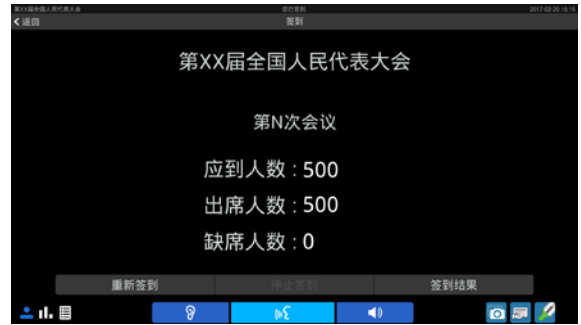 第XX届全国人民代表大会
2017-02-20 15:19
返回
签到
第XX届全国人民代表大会
第N次会议
应到人数：500
出席人数：500
缺席人数：0
重新签到
停止签到
签到结果